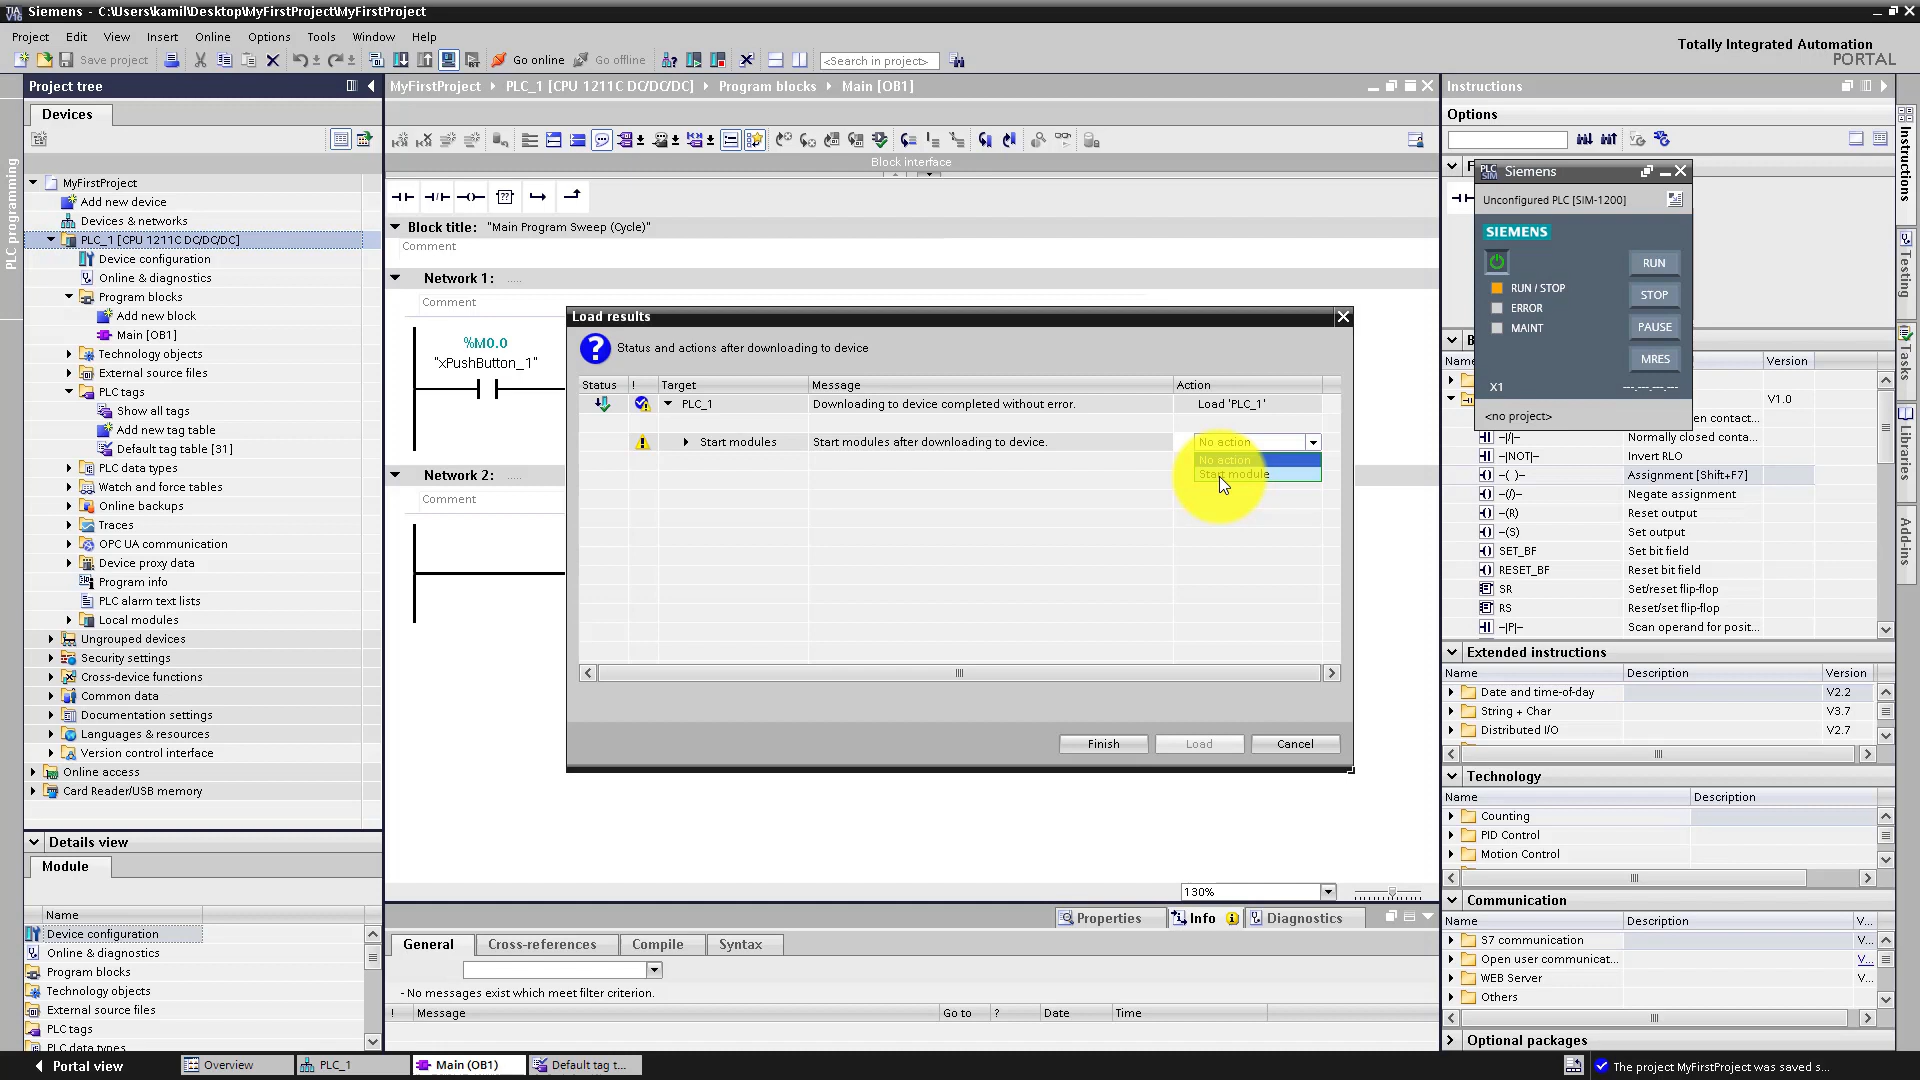 Siemens - C:\Users\kamil\Desktop\MyFirstProject\MyFirstProject
Project Edit View Insert Online Options Tools Window Help
Totally Integrated Automation
PORTAL
Save project
Go online
Go offline
<Search in project>
Project tree
MyFirstProject
PLC_1 [CPU 1211C DC/DC/DC]
Program blocks
Main [OB1]
Instructions
Devices
Options
PLC programming
Block interface
MyFirstProject
Add new device
Devices & networks
PLC_1 [CPU 1211C DC/DC/DC]
Device configuration
Online & diagnostics
Program blocks
Add new block
Main [OB1]
Technology objects
External source files
PLC tags
Show all tags
Add new tag table
Default tag table [31]
PLC data types
Watch and force tables
Online backups
Traces
OPC UA communication
Device proxy data
Program info
PLC alarm text lists
Local modules
Ungrouped devices
Security settings
Cross-device functions
Common data
Documentation settings
Languages & resources
Version control interface
Online access
Card Reader/USB memory
Details view
Module
Name
Device configuration
Online & diagnostics
Program blocks
Technology objects
External source files
PLC tags
PLC data types
Block title: "Main Program Sweep (Cycle)"
Comment
Network 1: .....
Comment
%M0.0
"xPushButton_1"
Network 2: .....
Comment
Load results
Status and actions after downloading to device
Status ! Target Message Action
PLC_1 Downloading to device completed without error. Load 'PLC_1'
Start modules Start modules after downloading to device. No action
No action
Start module
Finish Load Cancel
130%
Properties Info Diagnostics
General Cross-references Compile Syntax
- No messages exist which meet filter criterion.
! Message Go to ? Date Time
PLC SIM
Siemens
Unconfigured PLC [SIM-1200]
SIEMENS
RUN
RUN / STOP
STOP
ERROR
PAUSE
MAINT
MRES
X1 ---.---.---.---
<no project>
Version
V1.0
Normally closed conta...
Invert RLO
Assignment [Shift+F7]
Negate assignment
Reset output
Set output
SET_BF Set bit field
RESET_BF Reset bit field
SR Set/reset flip-flop
RS Reset/set flip-flop
Scan operand for posit...
Extended instructions
Name Description Version
Date and time-of-day V2.2
String + Char V3.7
Distributed I/O V2.7
Technology
Name Description
Counting
PID Control
Motion Control
Communication
Name Description V...
S7 communication V...
Open user communicat... V...
WEB Server V...
Others
Optional packages
Instructions
Testing
Tasks
Libraries
Add-ins
Portal view
Overview
PLC_1
Main (OB1)
Default tag t...
The project MyFirstProject was saved s...